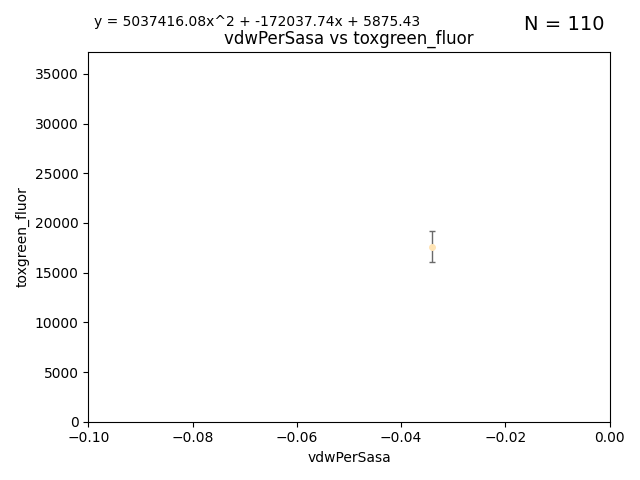 y = 5037416.08x^2 + -172037.74x + 5875.43
N = 110
vdwPerSasa vs toxgreen_fluor
toxgreen_fluor
35000
30000
25000
20000
15000
10000
5000
0
−0.10
−0.08
−0.06
−0.04
−0.02
0.00
vdwPerSasa